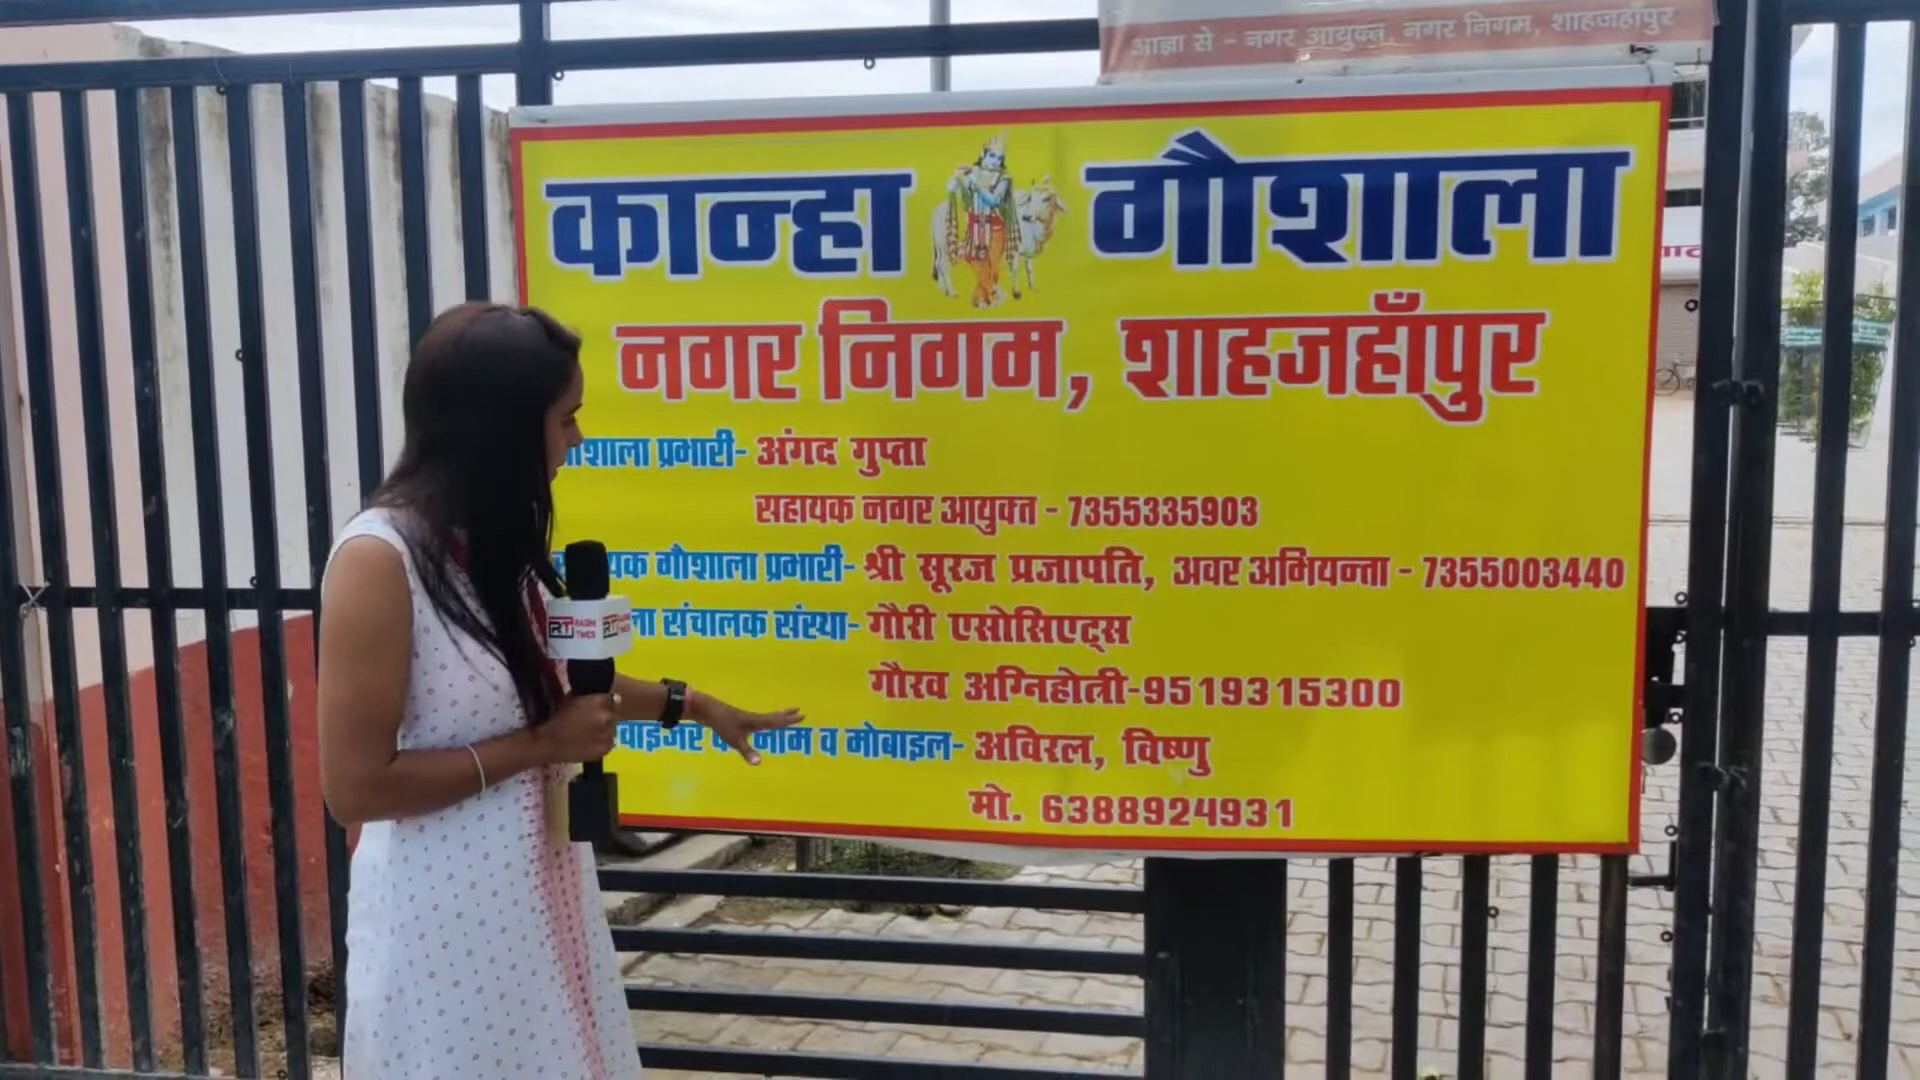 आज्ञा से - नगर आयुक्त, नगर निगम, शाहजहाँपुर
कान्हा गौशाला
नगर निगम, शाहजहाँपुर
प्रभारी- अंगद गुप्ता
सहायक नगर आयुक्त - 7355335903
गौशाला प्रभारी- श्री सूरज प्रजापति, अवर अभियन्ता - 7355003440
संचालक संस्था- गौरी एसोसिएट्स
गौरव अग्निहोत्री-9519315300
नाम व मोबाइल- अविरल, विष्णु
मो. 6388924931
RT
RT